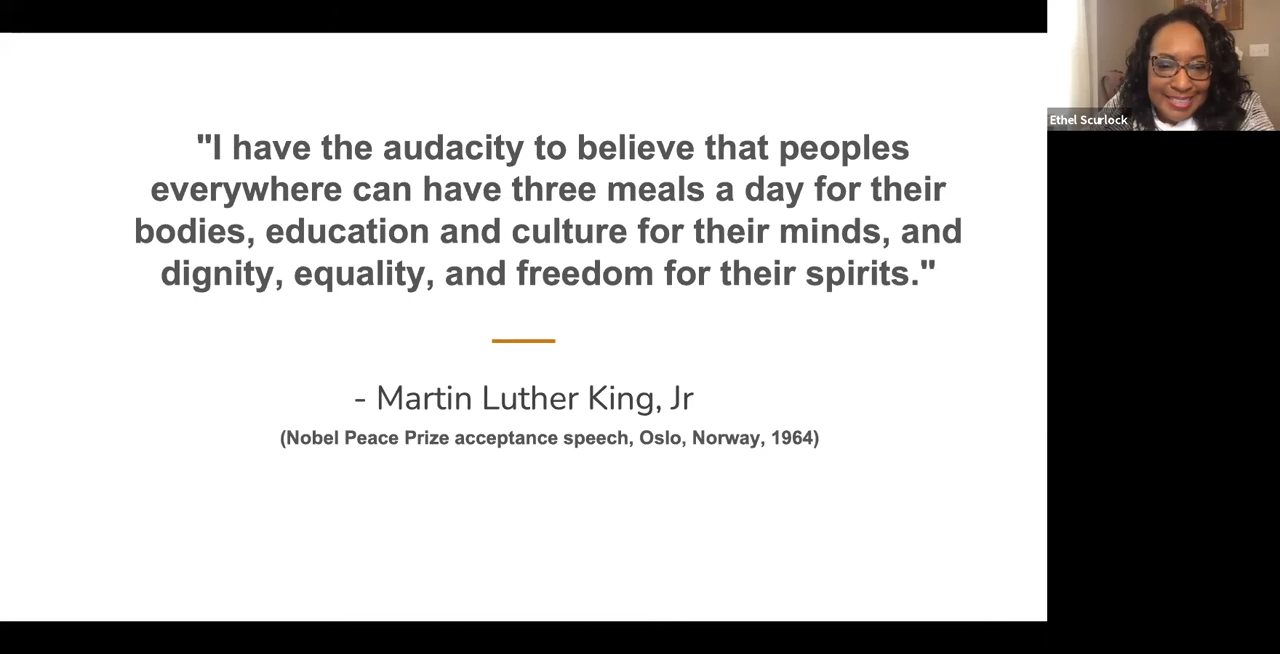 "I have the audacity to believe that peoples
everywhere can have three meals a day for their
bodies, education and culture for their minds, and
dignity, equality, and freedom for their spirits."
- Martin Luther King, Jr
(Nobel Peace Prize acceptance speech, Oslo, Norway, 1964)
Ethel Scurlock